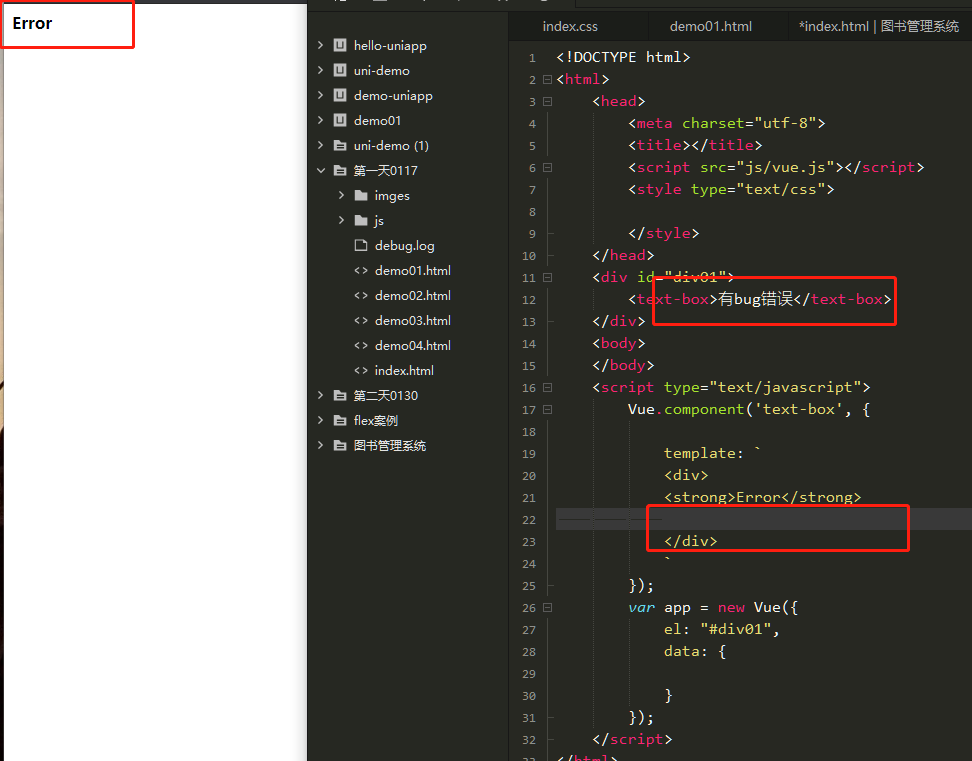 Error
hello-uniapp
uni-demo
demo-uniapp
demo01
uni-demo (1)
第一天0117
imges
js
debug.log
demo01.html
demo02.html
demo03.html
demo04.html
index.html
第二天0130
flex案例
图书管理系统
index.css
demo01.html
*index.html | 图书管理系统
1 <!DOCTYPE html>
2 <html>
3 <head>
4 <meta charset="utf-8">
5 <title></title>
6 <script src="js/vue.js"></script>
7 <style type="text/css">
8
9 </style>
10 </head>
11 <div id="div01">
12 <text-box>有bug错误</text-box>
13 </div>
14 <body>
15 </body>
16 <script type="text/javascript">
17 Vue.component('text-box', {
18
19 template: `
20 <div>
21 <strong>Error</strong>
22
23 </div>
24 `
25 });
26 var app = new Vue({
27 el: "#div01",
28 data: {
29
30 }
31 });
32 </script>
33 </html>